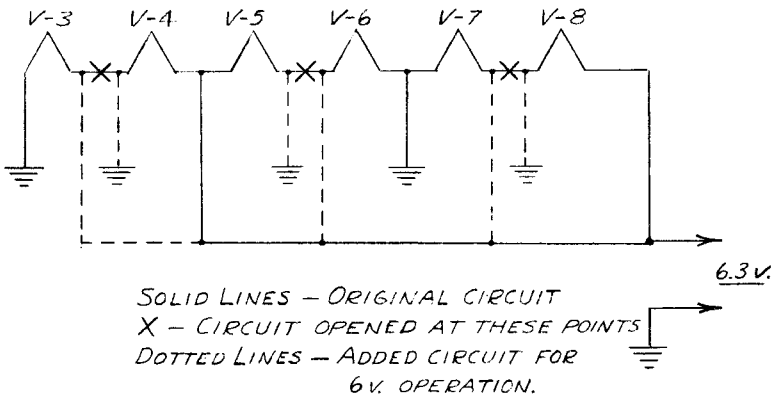 V-3 V-4 V-5 V-6 V-7 V-8
6.3 V.
SOLID LINES – ORIGINAL CIRCUIT
X – CIRCUIT OPENED AT THESE POINTS
DOTTED LINES – ADDED CIRCUIT FOR
6 V. OPERATION.